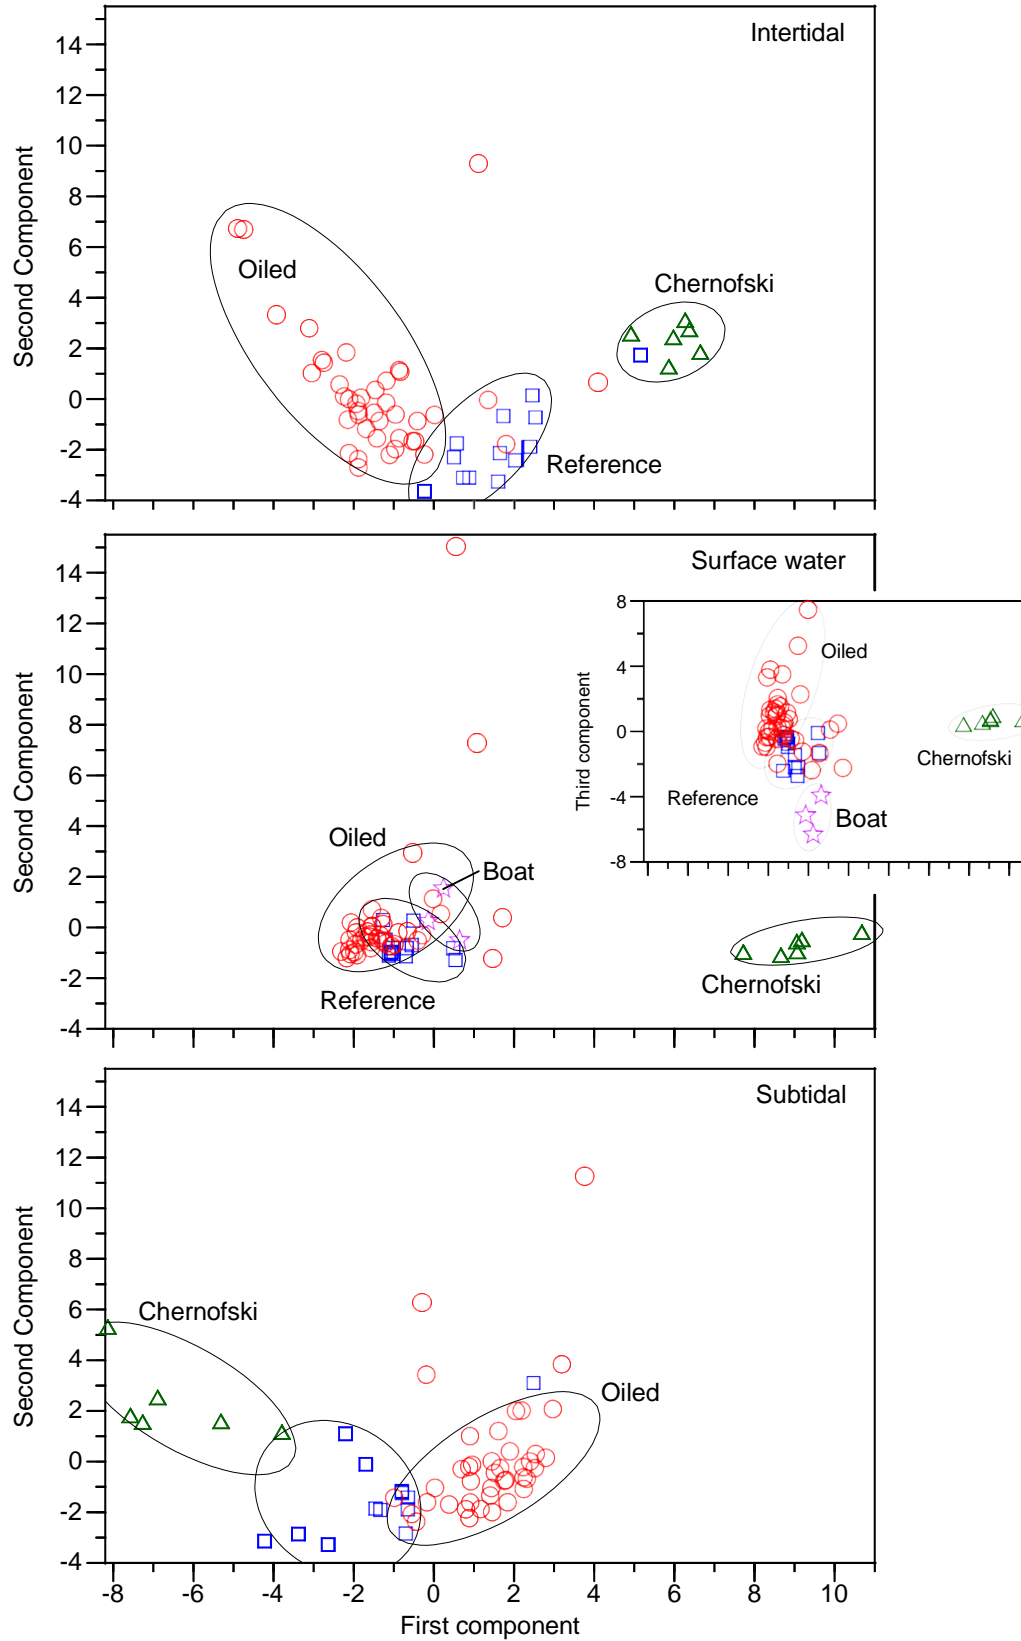 Intertidal
14
12
10
8
6
4
2
0
-2
-4
Second Component
Oiled
Chernofski
Reference
Surface water
14
12
10
8
6
4
2
0
-2
-4
Second Component
Oiled
Boat
Reference
Chernofski
8
4
0
-4
-8
Third component
Oiled
Chernofski
Reference
Boat
Subtidal
14
12
10
8
6
4
2
0
-2
-4
Second Component
Chernofski
Oiled
-8 -6 -4 -2 0 2 4 6 8 10
First component